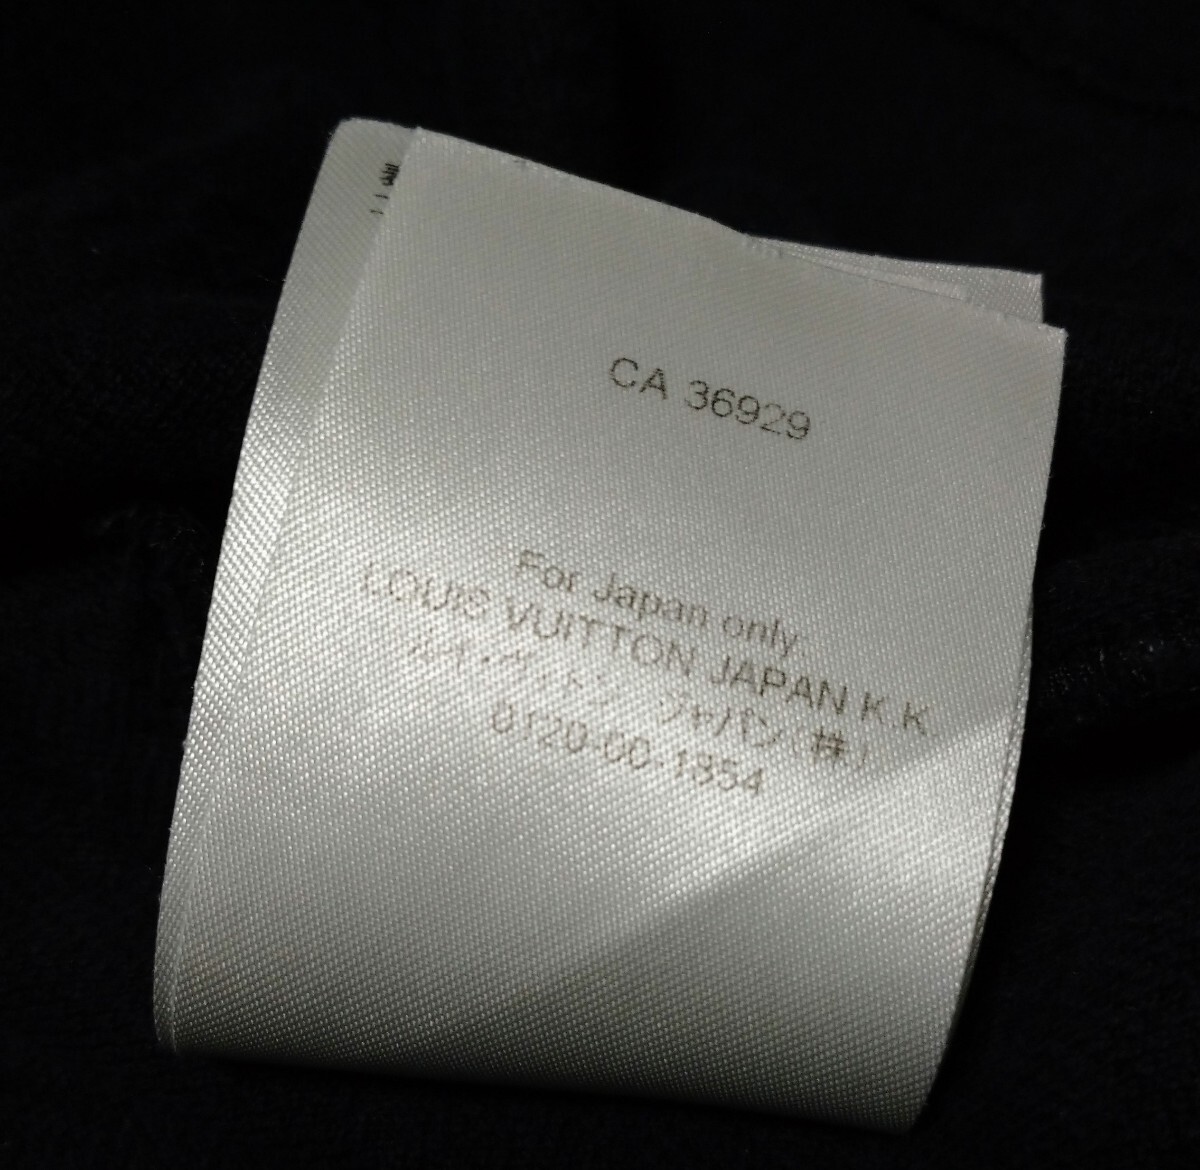 CA 36929
For Japan only.
LOUIS VUITTON JAPAN K.K
ルイ・ヴィトン ジャパン(株)
0120-00-1854